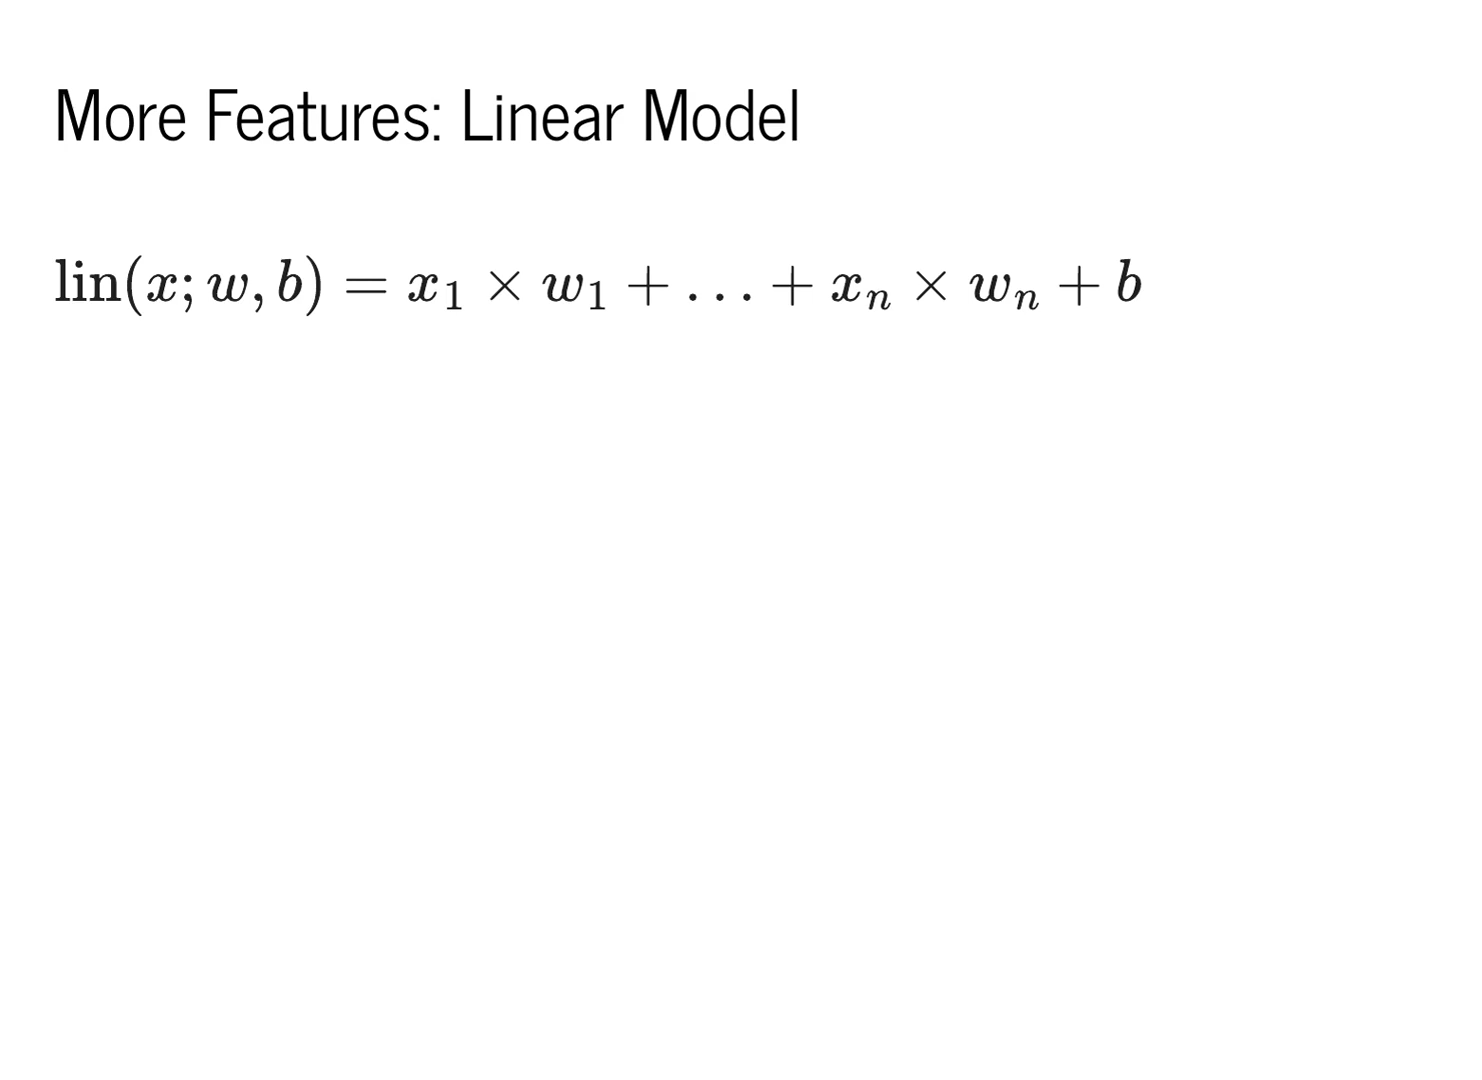 More Features: Linear Model
lin(x; w, b) = x₁ × w₁ + . . . + xₙ × wₙ + b